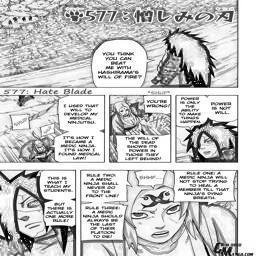 577:憎しみの刃
YOU THINK
YOU CAN
BEAT
ME WITH
HASHIRAMA'S
WILL OF FIRE?
577: Hate Blade
POWER IS
NOT WILL.
POWER
IS ONLY
THE ABILITY
TO MAKE
THINGS
HAPPEN.
YOU'RE
WRONG!
THE WILL
OF THE DEAD
SHOWS ITS
POWER IN
THOSE THEY
LEFT BEHIND!
I USED THAT
WILL TO
DEVELOP MY
MEDICAL
NINJUTSU.
IT'S HOW I
BECAME A
MEDIC NINJA.
IT'S HOW I
FOUND MEDICAL
LAW!
RULE ONE: A
MEDIC NINJA WILL
NOT STOP TRYING
TO HEAL A
MEMBER TILL THAT
NINJA'S DYING
BREATH.
RULE TWO: A
MEDIC NINJA
SHALL NEVER
GO TO THE
FRONT LINE!
RULE THREE: A
MEDIC NINJA
SHOULD ALWAYS
BE THE
LAST OF
THEIR PLATOON
TO DIE!
THIS IS
WHAT I
TEACH MY
STUDENTS.
BUT
THERE IS
ACTUALLY
ONE MORE
RULE!